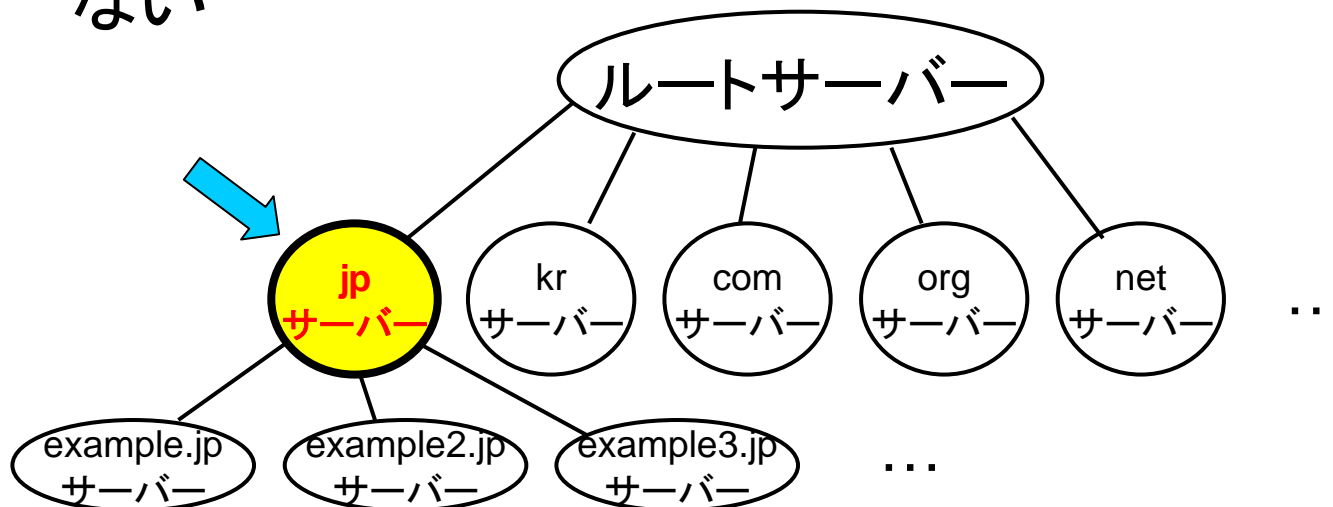 ない
ルートサーバー
jp
サーバー
kr
サーバー
com
サーバー
org
サーバー
net
サーバー
…
example.jp
サーバー
example2.jp
サーバー
example3.jp
サーバー
…